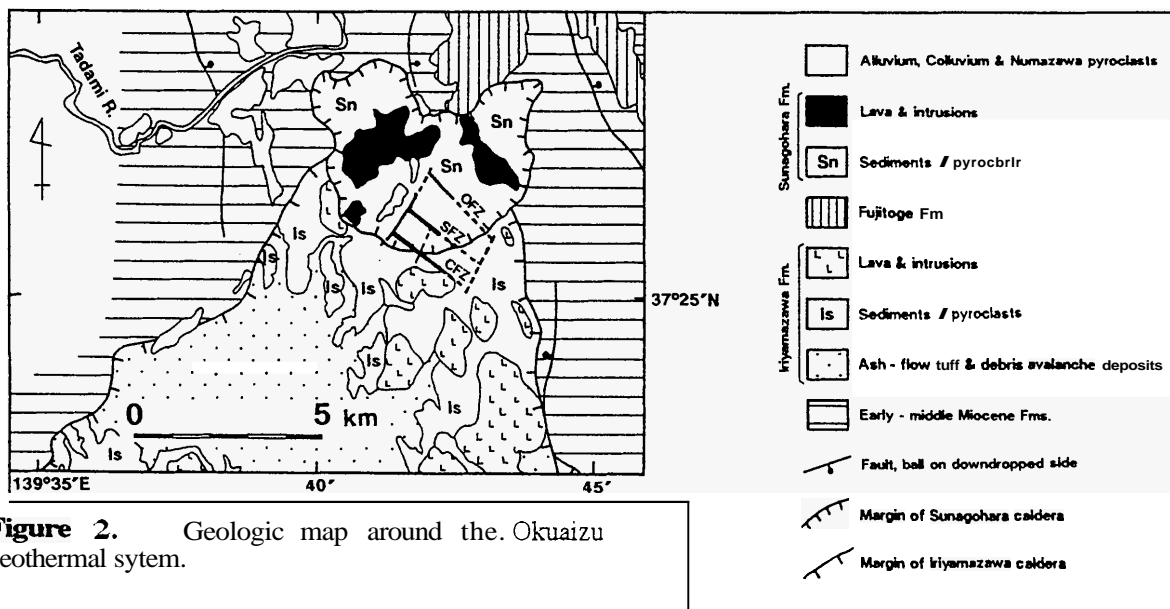 Tadami R.
Sn
Sn
Sn
OFZ
SFZ
CFZ
Is
Is
Is
Is
Is
Is
Is
Is
37°25'N
0 5 km
139°35'E 40' 45'
Figure 2. Geologic map around the. Okuaizu
eothermal sytem.
Alluvium, Colluvium & Numazawa pyroclasts
Sunagohara Fm.
Lava & intrusions
Sn Sediments // pyrocbrlr
Fujitoge Fm
Iriyamazawa Fm.
Lava & intrusions
Is Sediments // pyroclasts
Ash - flow tuff & debris avalanche deposits
Early - middle Miocene Fms.
Fault, ball on downdropped side
Margin of Sunagohara caldera
Margin of Iriyamazawa caldera